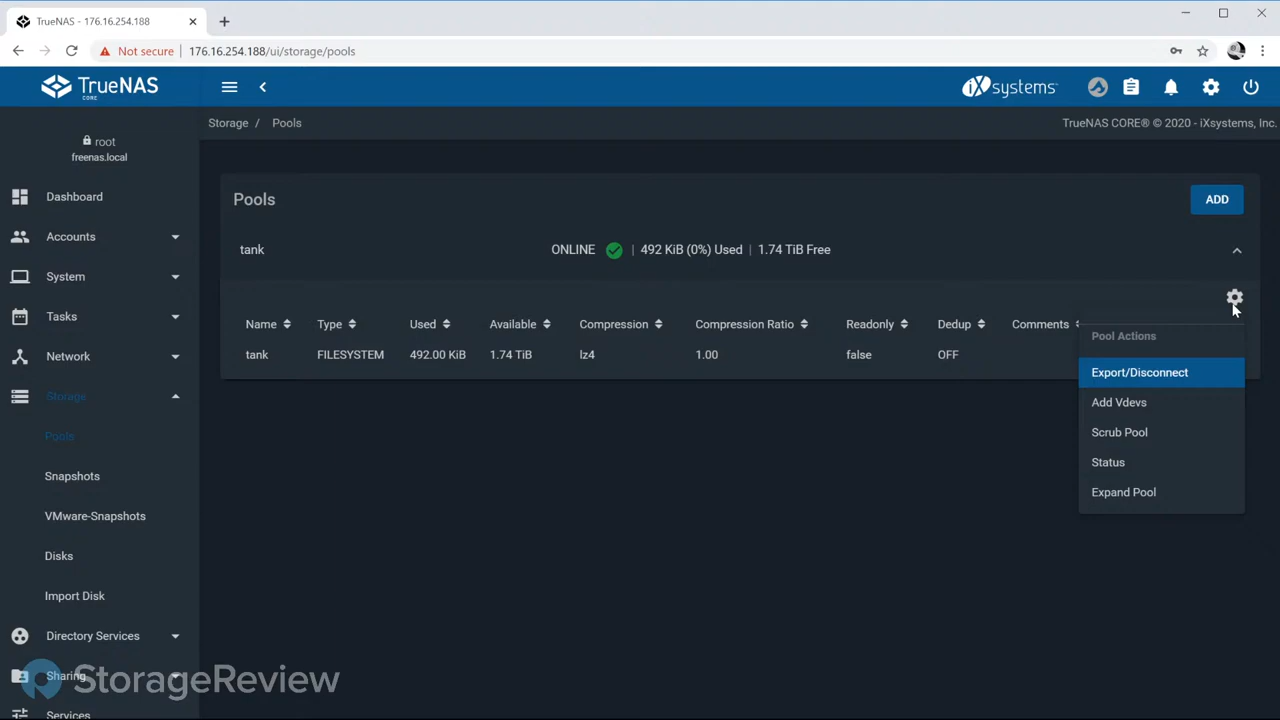 TrueNAS - 176.16.254.188
Not secure
176.16.254.188/ui/storage/pools
TrueNAS
CORE
iXsystems
Storage / Pools
TrueNAS CORE® © 2020 - iXsystems, Inc.
root
freenas.local
Dashboard
Accounts
System
Tasks
Network
Storage
Pools
Snapshots
VMware-Snapshots
Disks
Import Disk
Directory Services
Sharing
Services
Pools
ADD
tank
ONLINE | 492 KiB (0%) Used | 1.74 TiB Free
Name Type Used Available Compression Compression Ratio Readonly Dedup Comments
tank FILESYSTEM 492.00 KiB 1.74 TiB lz4 1.00 false OFF
Pool Actions
Export/Disconnect
Add Vdevs
Scrub Pool
Status
Expand Pool
StorageReview